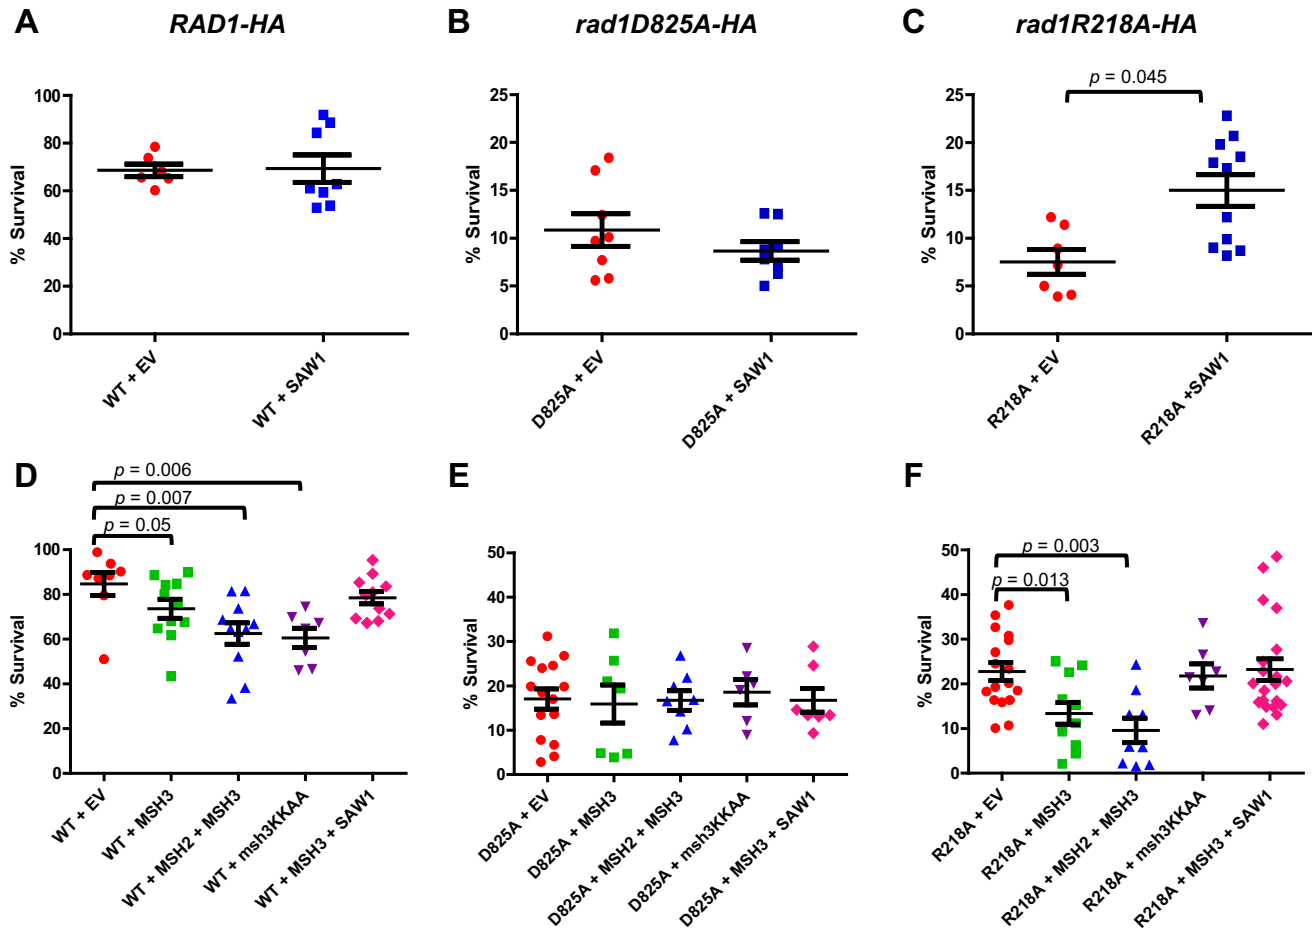 A
RAD1-HA
B
rad1D825A-HA
C
rad1R218A-HA
% Survival
100
80
60
40
20
0
WT + EV
WT + SAW1
% Survival
25
20
15
10
5
0
D825A + EV
D825A + SAW1
p = 0.045
% Survival
25
20
15
10
5
0
R218A + EV
R218A +SAW1
D
p = 0.006
p = 0.007
p = 0.05
% Survival
100
80
60
40
20
0
WT + EV
WT + MSH3
WT + MSH2 + MSH3
WT + msh3KKAA
WT + MSH3 + SAW1
E
% Survival
50
40
30
20
10
0
D825A + EV
D825A + MSH3
D825A + MSH2 + MSH3
D825A + msh3KKAA
D825A + MSH3 + SAW1
F
p = 0.003
p = 0.013
% Survival
50
40
30
20
10
0
R218A + EV
R218A + MSH3
R218A + MSH2 + MSH3
R218A + msh3KKAA
R218A + MSH3 + SAW1